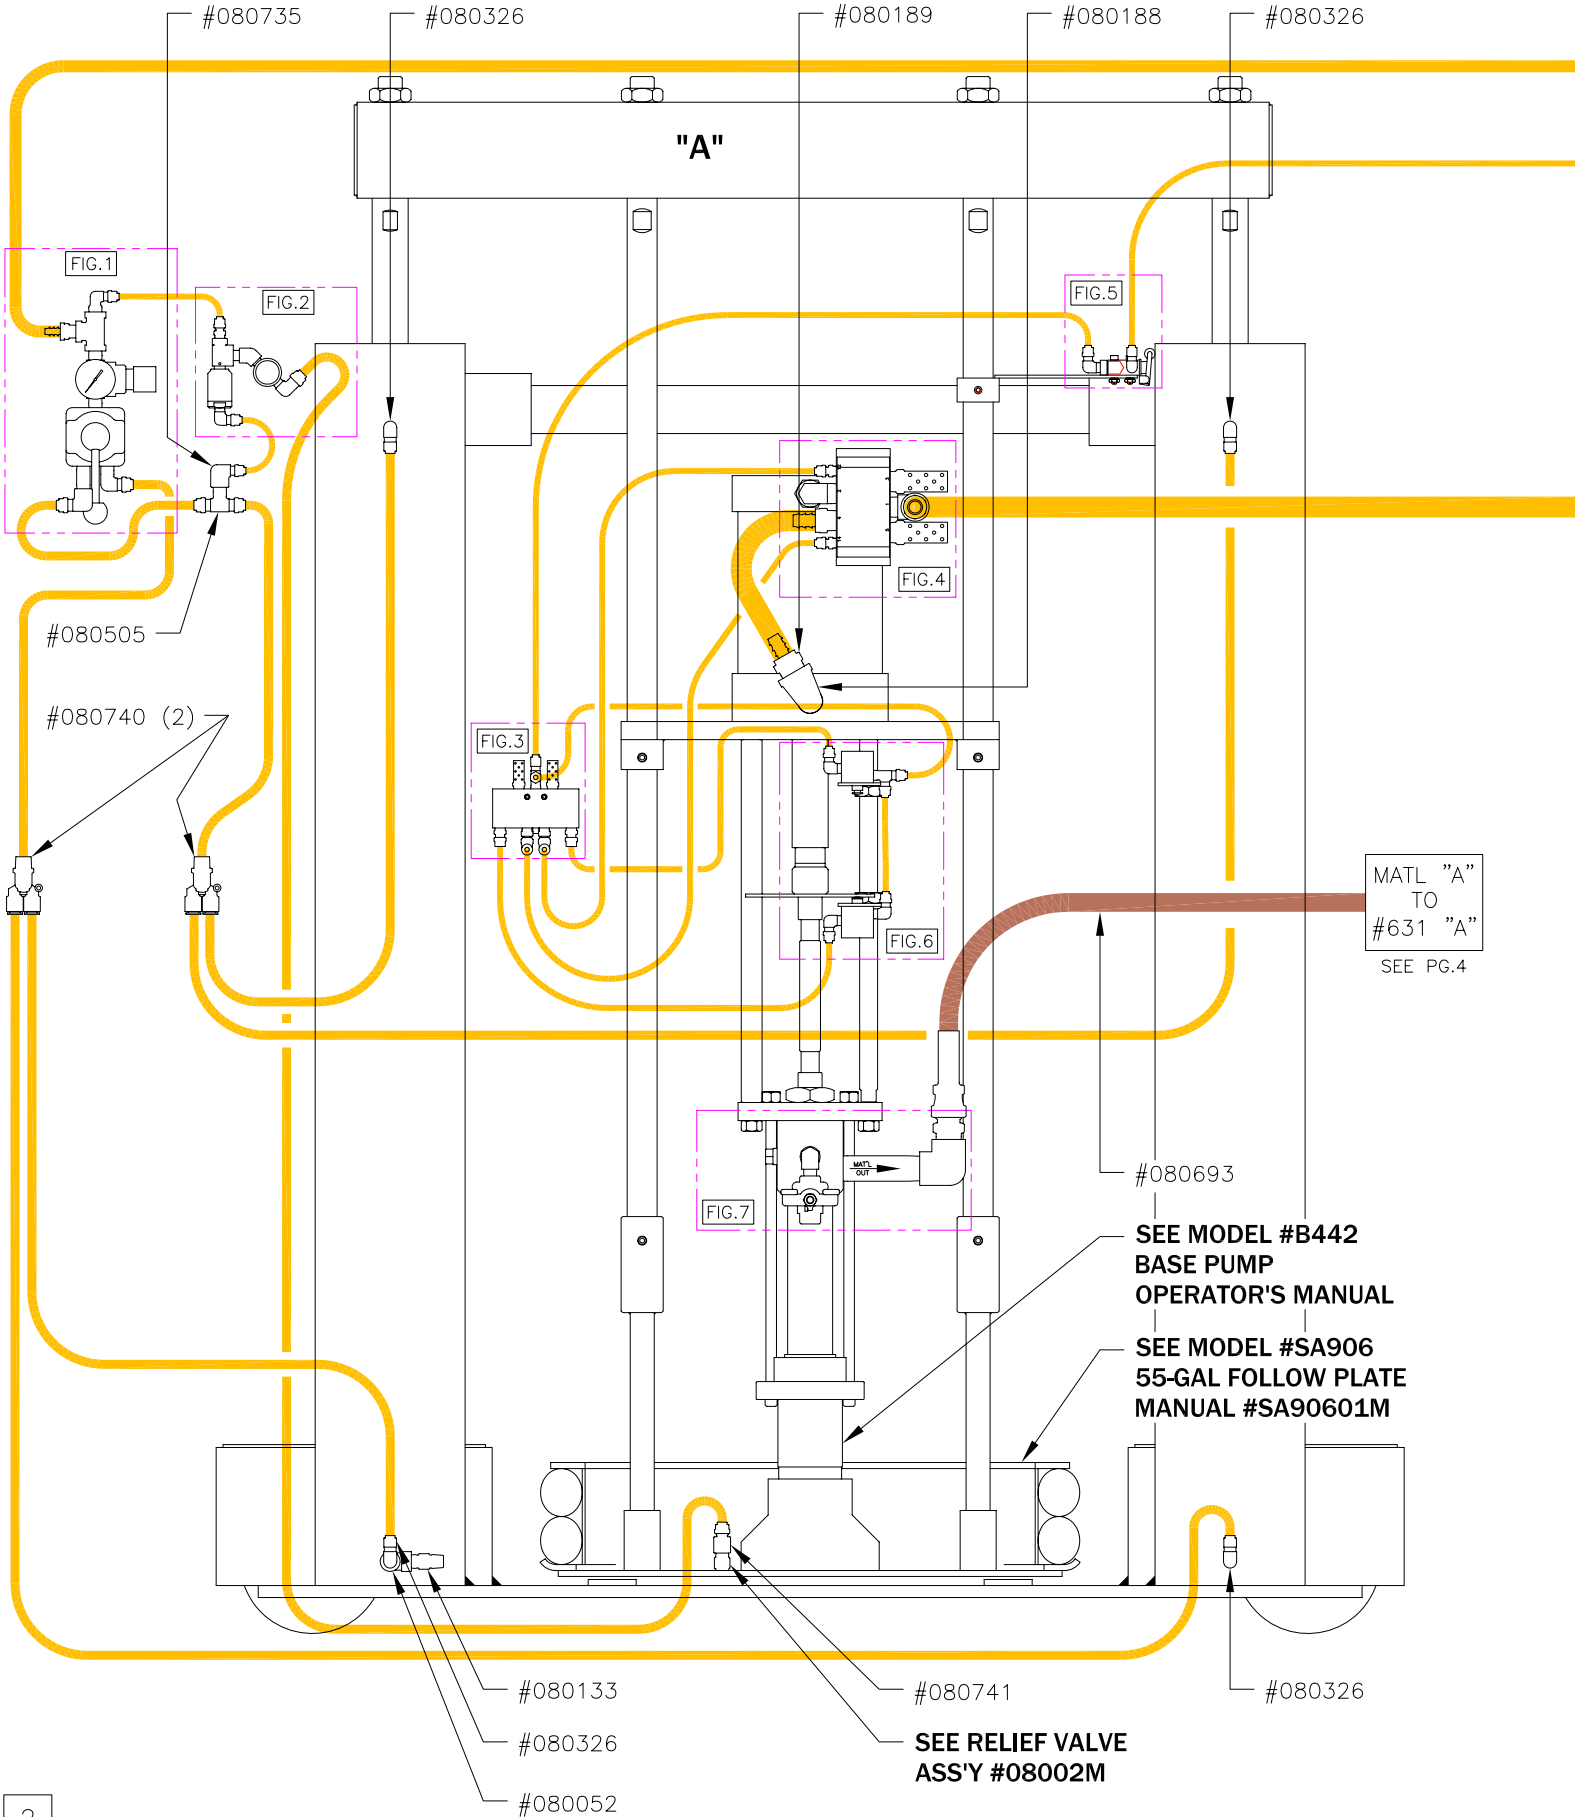 #080735
#080326
#080189
#080188
#080326
"A"
FIG.1
FIG.2
FIG.5
FIG.4
#080505
#080740 (2)
FIG.3
MATL "A"
TO
#631 "A"
SEE PG.4
FIG.6
MAT'L
OUT
FIG.7
#080693
SEE MODEL #B442
BASE PUMP
OPERATOR'S MANUAL
SEE MODEL #SA906
55-GAL FOLLOW PLATE
MANUAL #SA90601M
#080133
#080741
#080326
#080326
SEE RELIEF VALVE
ASS'Y #08002M
#080052